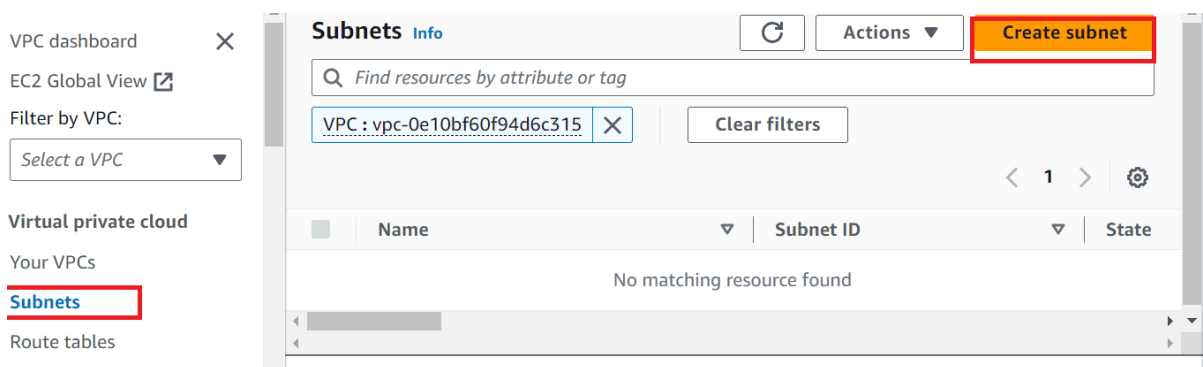 VPC dashboard
EC2 Global View
Filter by VPC:
Select a VPC
Virtual private cloud
Your VPCs
Subnets
Route tables
Subnets Info
Actions
Create subnet
Find resources by attribute or tag
VPC : vpc-0e10bf60f94d6c315
Clear filters
1
Name Subnet ID State
No matching resource found